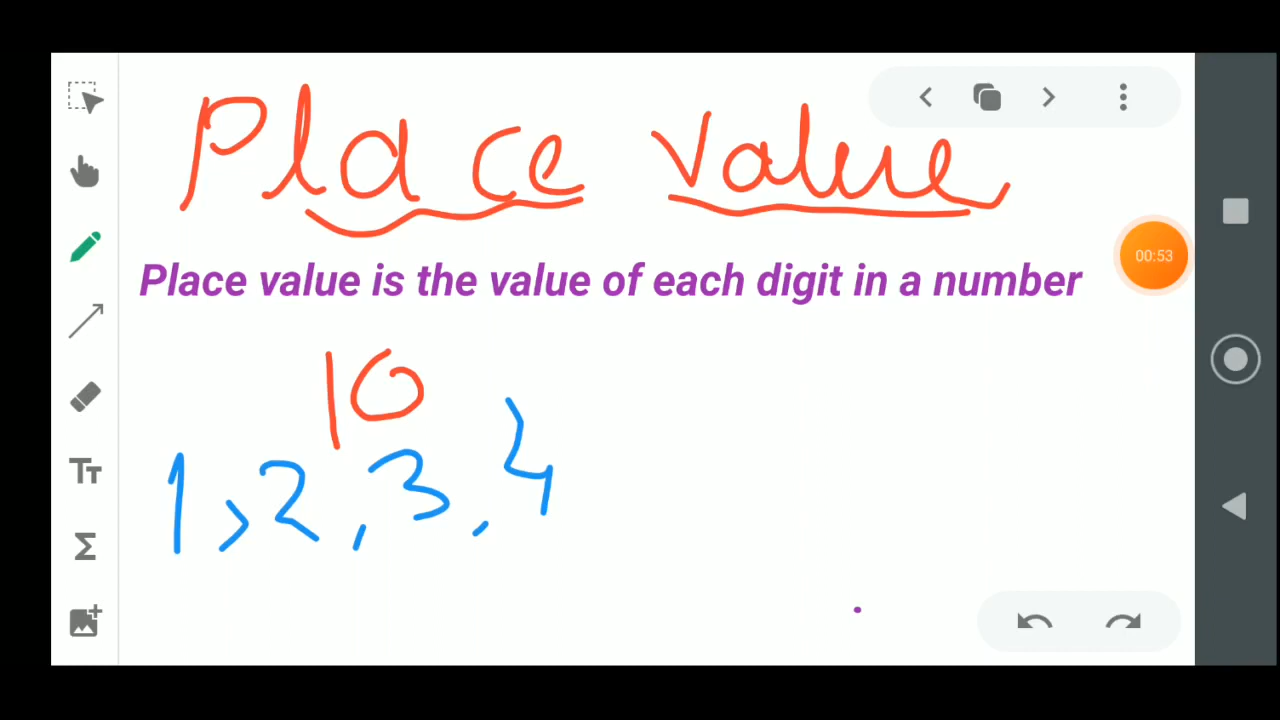 Place value
00:53
Place value is the value of each digit in a number
10
1,2,3,4
Tт
Σ